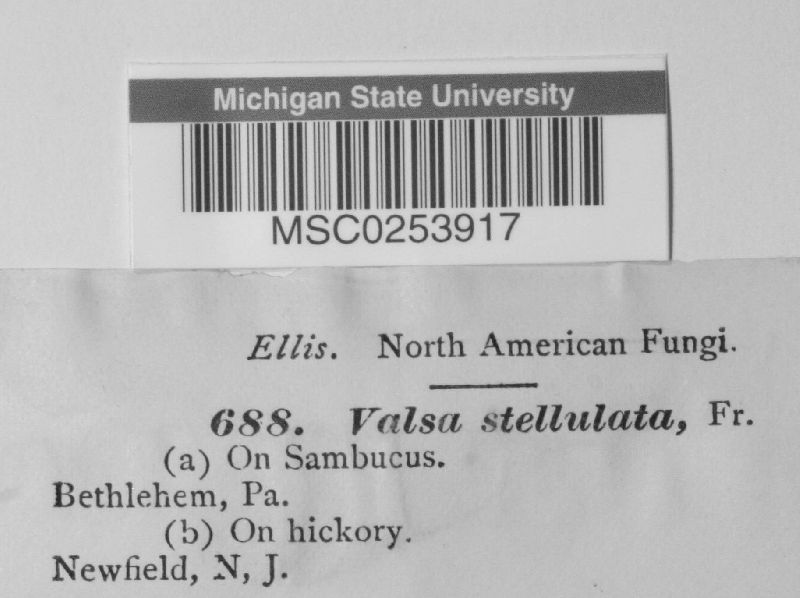 Michigan State University
MSC0253917
Ellis. North American Fungi.
688. Valsa stellulata, Fr.
(a) On Sambucus.
Bethlehem, Pa.
(b) On hickory.
Newfield, N, J.